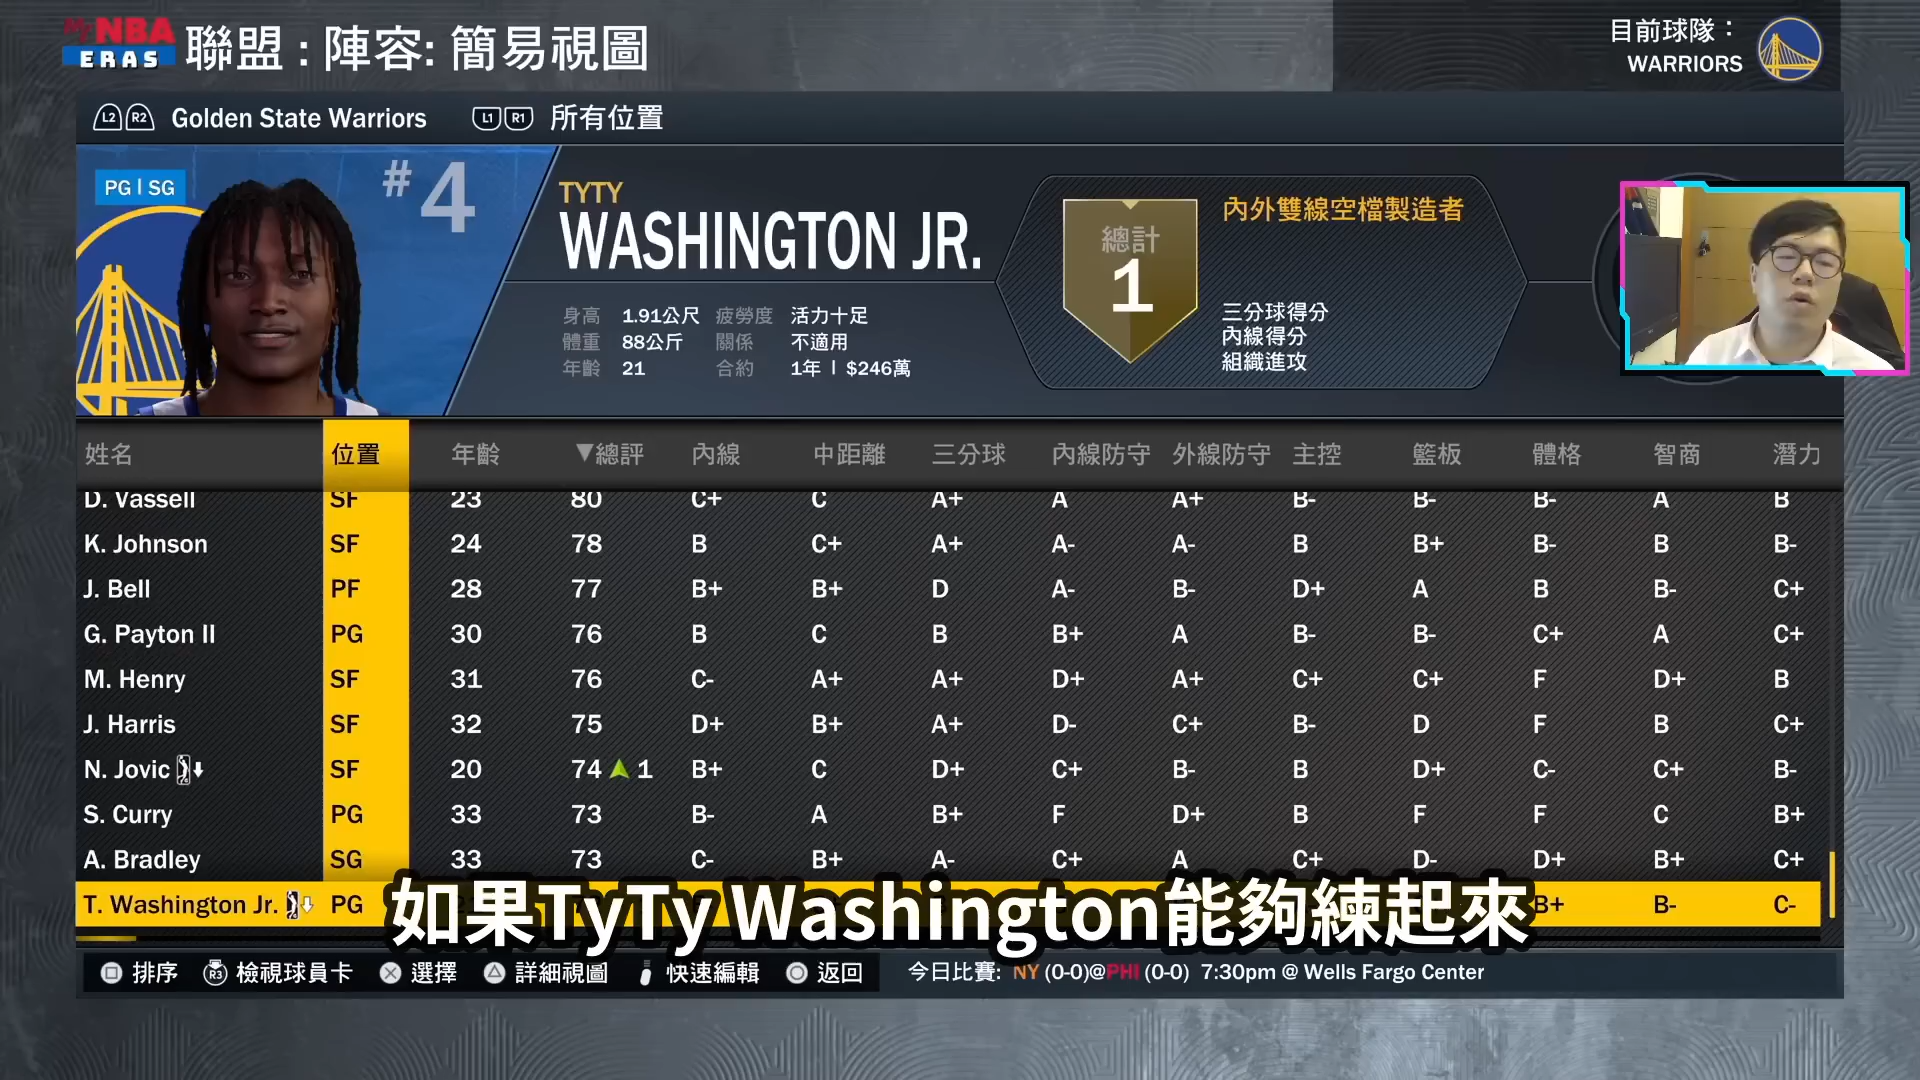 MyNBA ERAS 聯盟 : 陣容: 簡易視圖
目前球隊：
WARRIORS
L2 R2 Golden State Warriors L1 R1 所有位置
PG | SG
#4
TYTY
WASHINGTON JR.
身高 1.91公尺 疲勞度 活力十足
體重 88公斤 關係 不適用
年齡 21 合約 1年 | $246萬
總計
1
內外雙線空檔製造者
三分球得分
內線得分
組織進攻
姓名 位置 年齡 ▼總評 內線 中距離 三分球 內線防守 外線防守 主控 籃板 體格 智商 潛力
D. Vassell SF 23 80 C+ C A+ A A+ B- B- B- A B
K. Johnson SF 24 78 B C+ A+ A- A- B B+ B- B B-
J. Bell PF 28 77 B+ B+ D A- B- D+ A B B- C+
G. Payton II PG 30 76 B C B B+ A B- B- C+ A C+
M. Henry SF 31 76 C- A+ A+ D+ A+ C+ C+ F D+ B
J. Harris SF 32 75 D+ B+ A+ D- C+ B- D F B C+
N. Jovic SF 20 74 ▲ 1 B+ C D+ C+ B- B D+ C- C+ B-
S. Curry PG 33 73 B- A B+ F D+ B F F C B+
A. Bradley SG 33 73 C- B+ A- C+ A C+ D- D+ B+ C+
T. Washington Jr. PG B+ B- C-
如果TyTy Washington能夠練起來
排序 R3 檢視球員卡 選擇 詳細視圖 快速編輯 返回 今日比賽: NY (0-0)@PHI (0-0) 7:30pm @ Wells Fargo Center